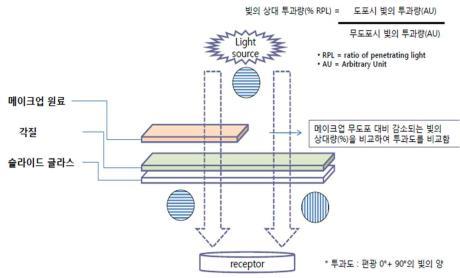 빛의 상대 투과량(% RPL) = 도포시 빛의 투과량(AU)
무도포시 빛의 투과량(AU)
• RPL = ratio of penetrating light
• AU = Arbitrary Unit
Light
source
메이크업 원료
각질
슬라이드 글라스
메이크업 무도포 대비 감소되는 빛의
상대량(%)을 비교하여 투과도를 비교함
receptor
* 투과도 : 편광 0°+ 90°의 빛의 양